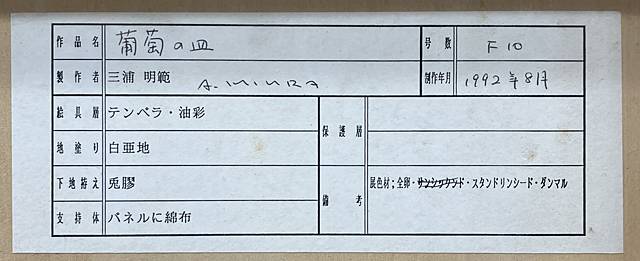 作品名 葡萄の皿 号数 F10
製作者 三浦 明範 A.MIURA 制作年月 1992年8月
絵具層 テンペラ・油彩 保護層
地塗り 白亜地
下地拵え 兎膠 備考 展色材;全卵・サンシックンド・スタンドリンシード・ダンマル
支持体 パネルに綿布